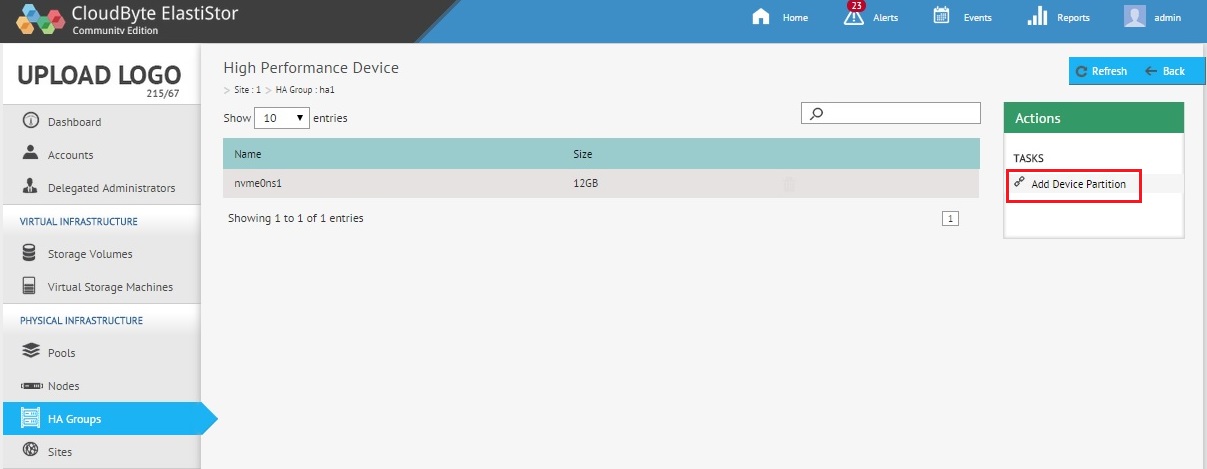 CloudByte ElastiStor
Community Edition
Home
23
Alerts
Events
Reports
admin
UPLOAD LOGO
215/67
Dashboard
Accounts
Delegated Administrators
VIRTUAL INFRASTRUCTURE
Storage Volumes
Virtual Storage Machines
PHYSICAL INFRASTRUCTURE
Pools
Nodes
HA Groups
Sites
High Performance Device
> Site : 1 > HA Group : ha1
Refresh
Back
Show 10 entries
Name Size
nvme0ns1 12GB
Showing 1 to 1 of 1 entries
1
Actions
TASKS
Add Device Partition